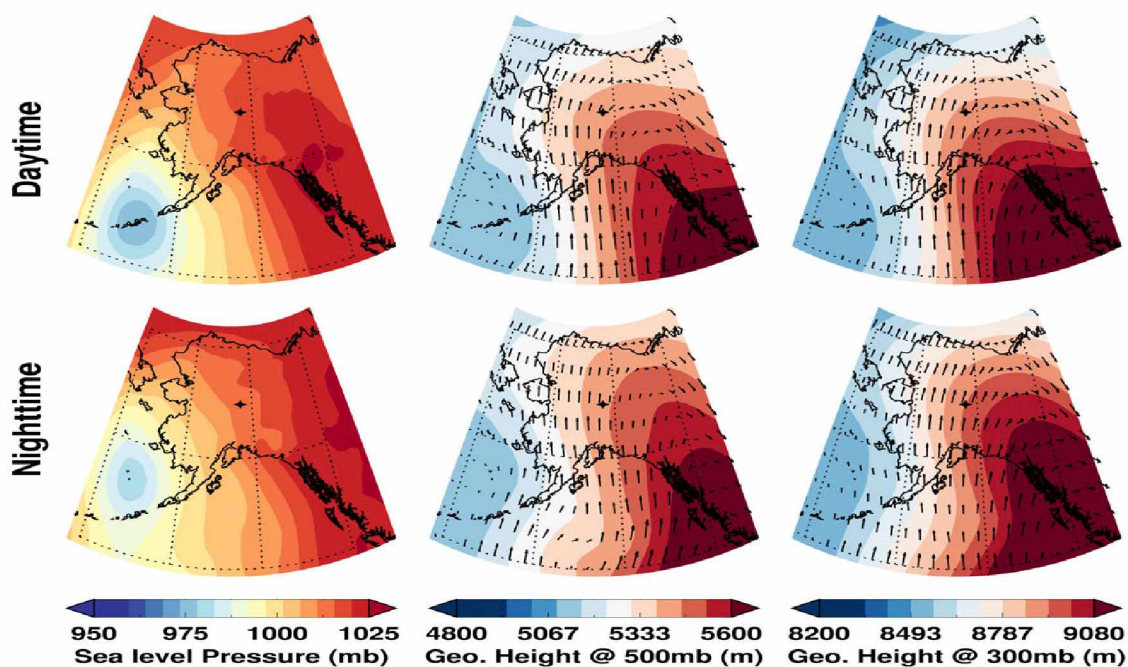 Daytime
Nighttime
950 975 1000 1025
Sea level Pressure (mb)
4800 5067 5333 5600
Geo. Height @ 500mb (m)
8200 8493 8787 9080
Geo. Height @ 300mb (m)